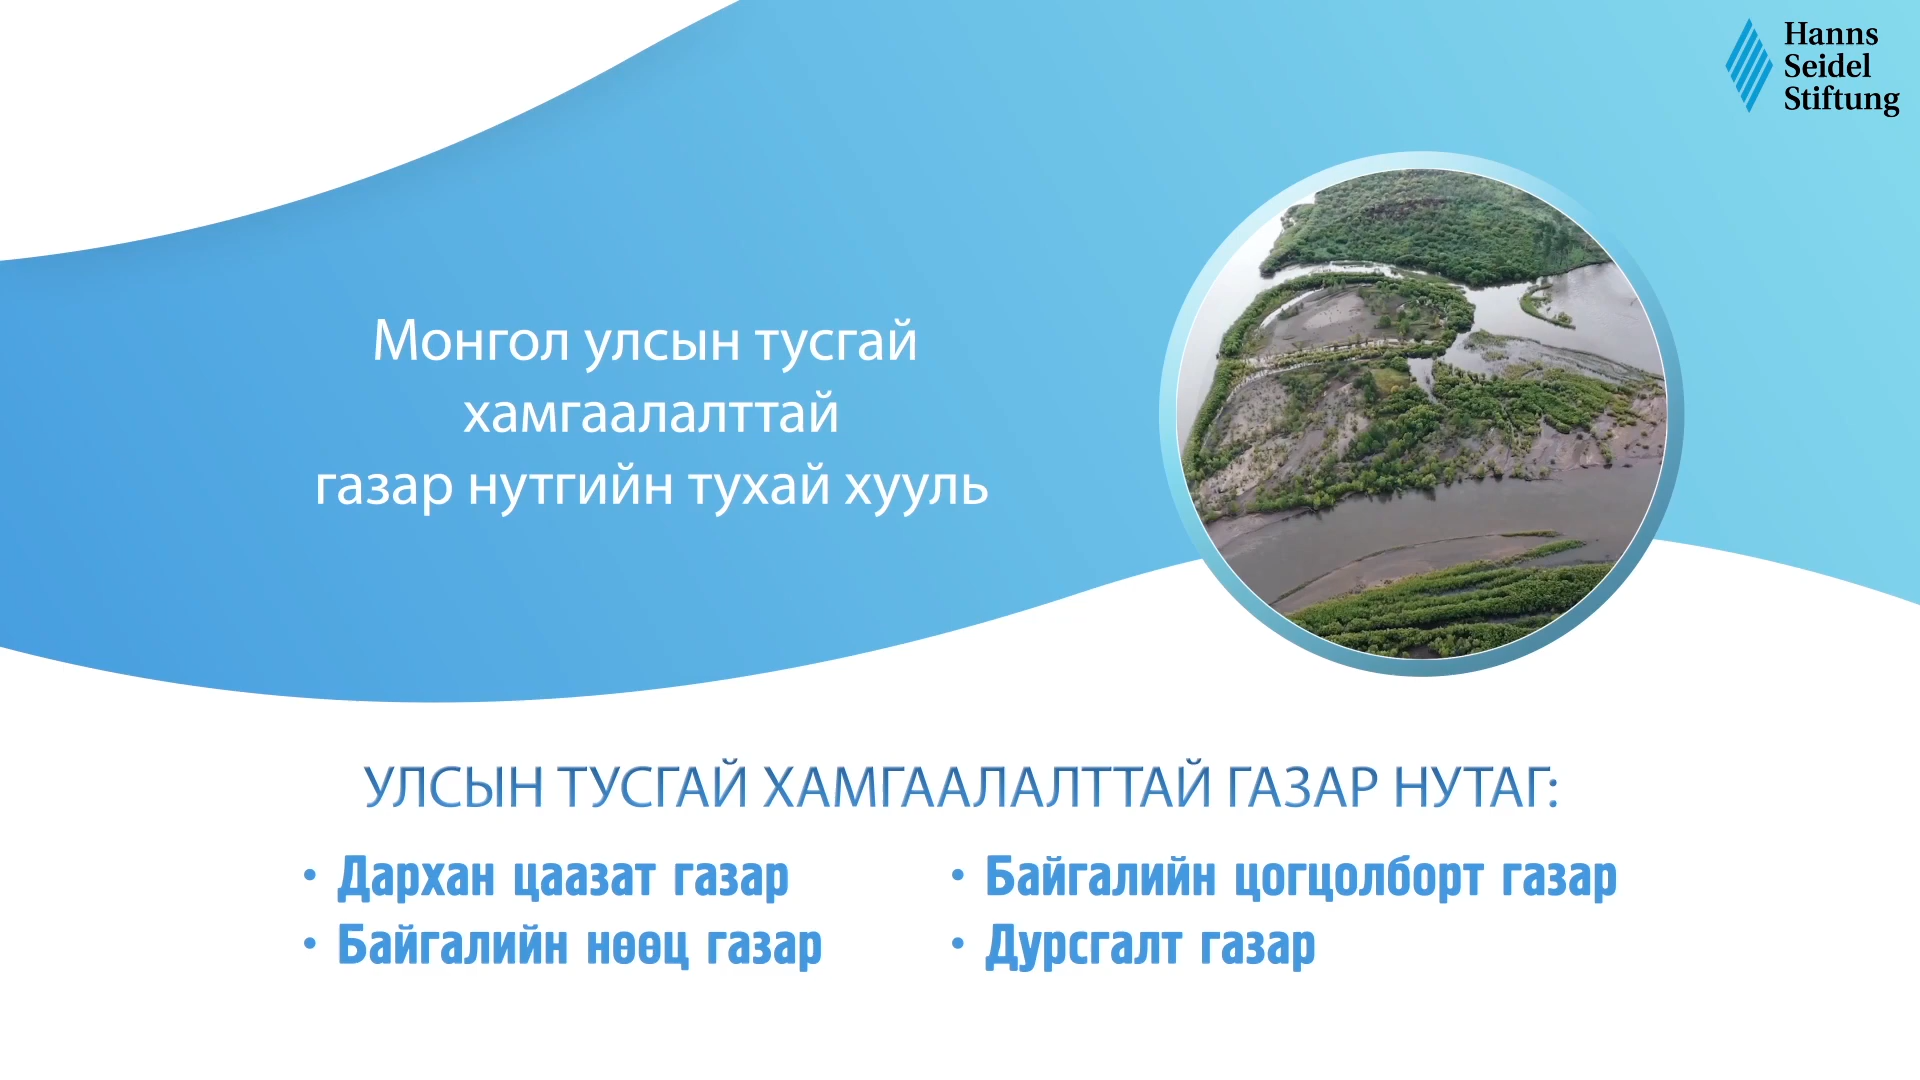 Hanns
Seidel
Stiftung
Монгол улсын тусгай
хамгаалалттай
газар нутгийн тухай хууль
УЛСЫН ТУСГАЙ ХАМГААЛАЛТТАЙ ГАЗАР НУТАГ:
• Дархан цаазат газар
• Байгалийн нөөц газар
• Байгалийн цогцолборт газар
• Дурсгалт газар